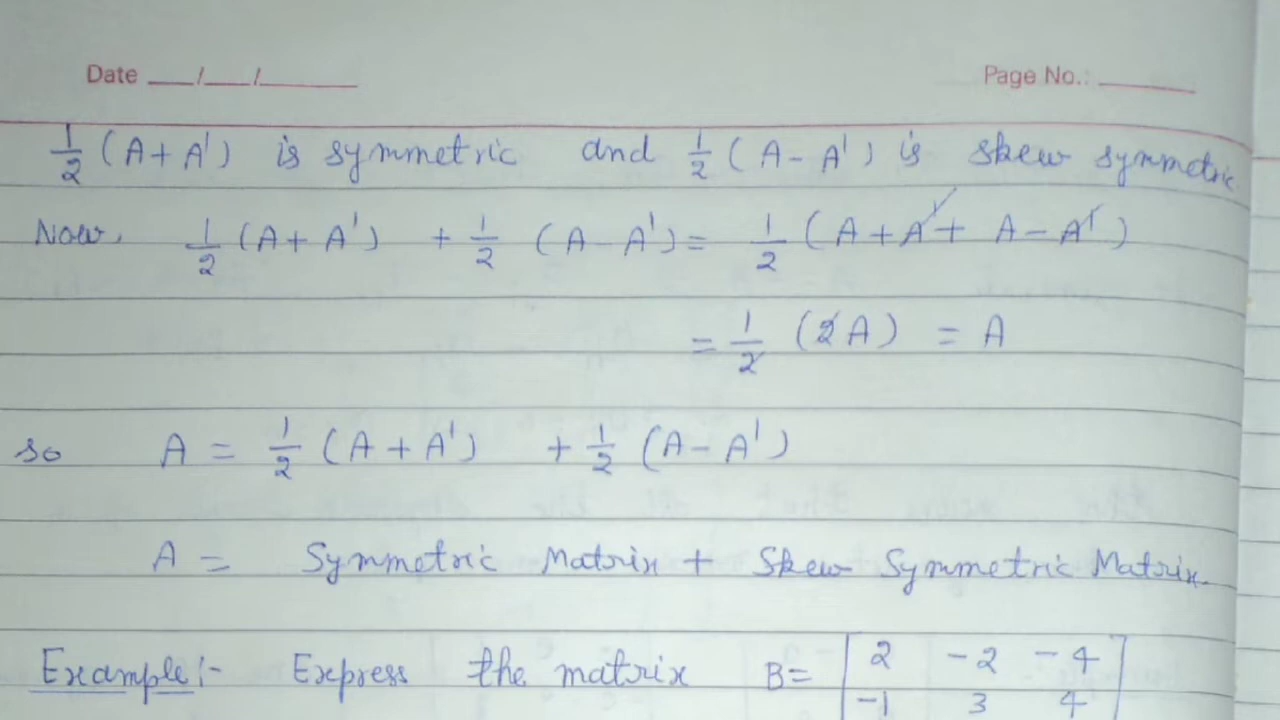 Date ___/___/______ Page No.: ______
1/2 (A + A') is symmetric and 1/2 (A - A') is skew symmetric
Now, 1/2 (A + A') + 1/2 (A - A') = 1/2 (A + A' + A - A')
= 1/2 (2A) = A
so A = 1/2 (A + A') + 1/2 (A - A')
A = Symmetric Matrix + Skew Symmetric Matrix.
Example:- Express the matrix B = [ 2 -2 -4
-1 3 4